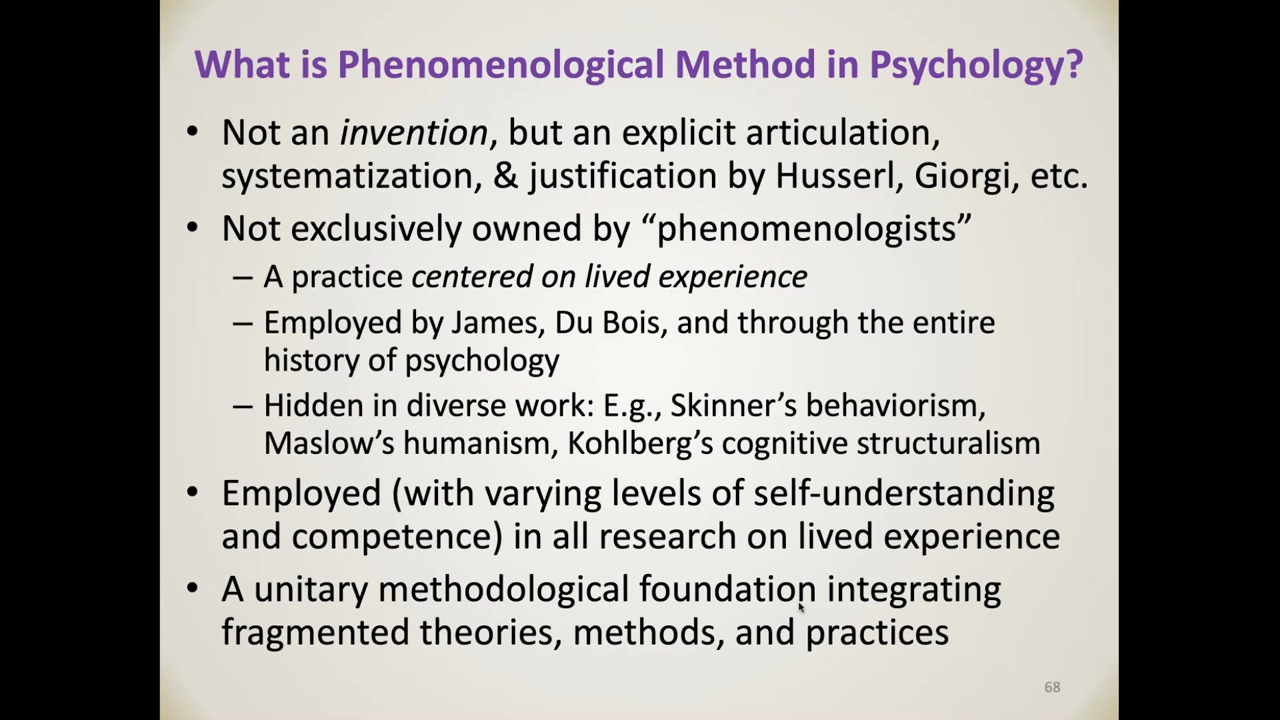 What is Phenomenological Method in Psychology?
• Not an invention, but an explicit articulation,
systematization, & justification by Husserl, Giorgi, etc.
• Not exclusively owned by “phenomenologists”
– A practice centered on lived experience
– Employed by James, Du Bois, and through the entire
history of psychology
– Hidden in diverse work: E.g., Skinner’s behaviorism,
Maslow’s humanism, Kohlberg’s cognitive structuralism
• Employed (with varying levels of self-understanding
and competence) in all research on lived experience
• A unitary methodological foundation integrating
fragmented theories, methods, and practices
68